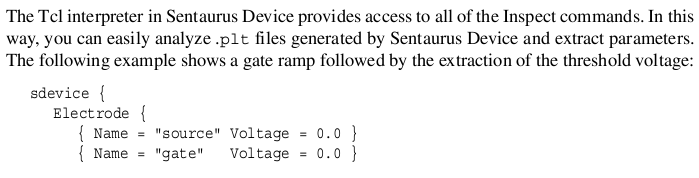 The Tcl interpreter in Sentaurus Device provides access to all of the Inspect commands. In this
way, you can easily analyze .plt files generated by Sentaurus Device and extract parameters.
The following example shows a gate ramp followed by the extraction of the threshold voltage:
sdevice {
Electrode {
{ Name = "source" Voltage = 0.0 }
{ Name = "gate" Voltage = 0.0 }